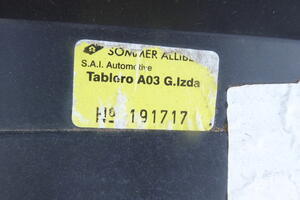 SOMMER ALLIBE
S.A.I. Automotive
Tablero A03 G.Izda
Nº 191717